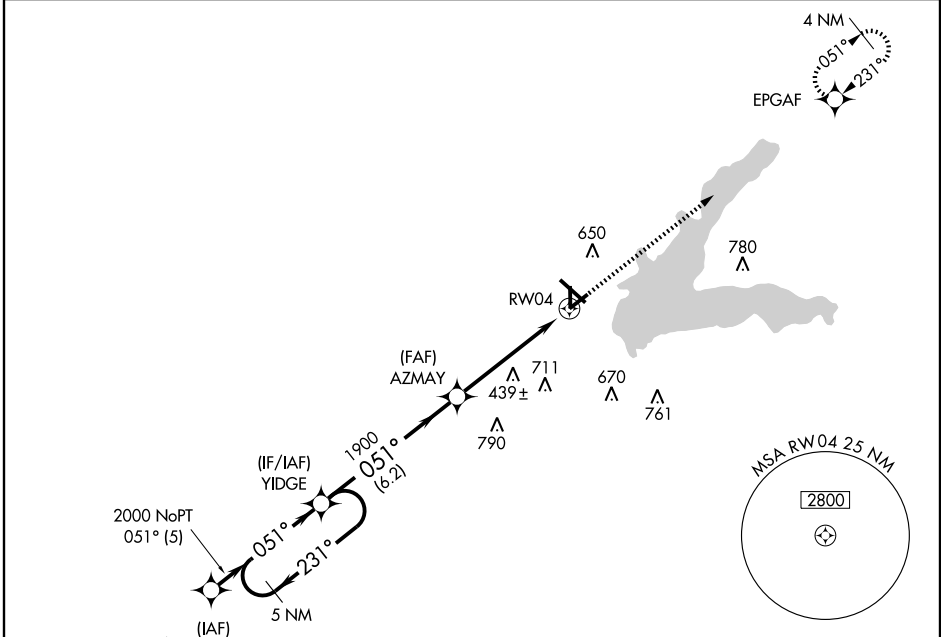 4 NM
051°
231°
EPGAF
650
780
RW04
(FAF)
AZMAY
439±
711
670
761
790
1900
051°
(6.2)
(IF/IAF)
YIDGE
MSA RW04 25 NM
2800
2000 NoPT
051° (5)
051°
231°
5 NM
(IAF)